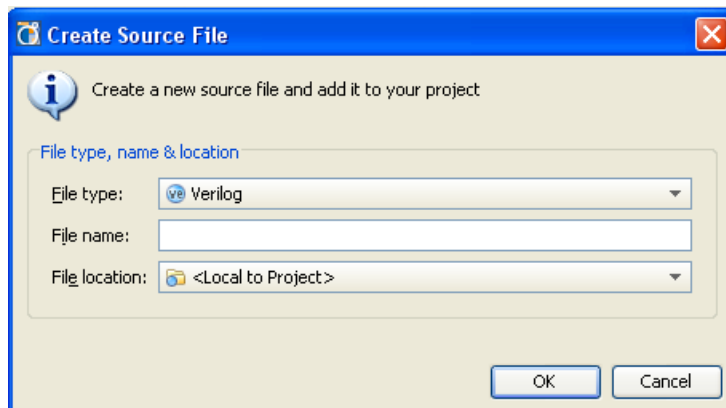 Create Source File
Create a new source file and add it to your project
File type, name & location
File type:
Verilog
File name:
File location:
<Local to Project>
OK
Cancel